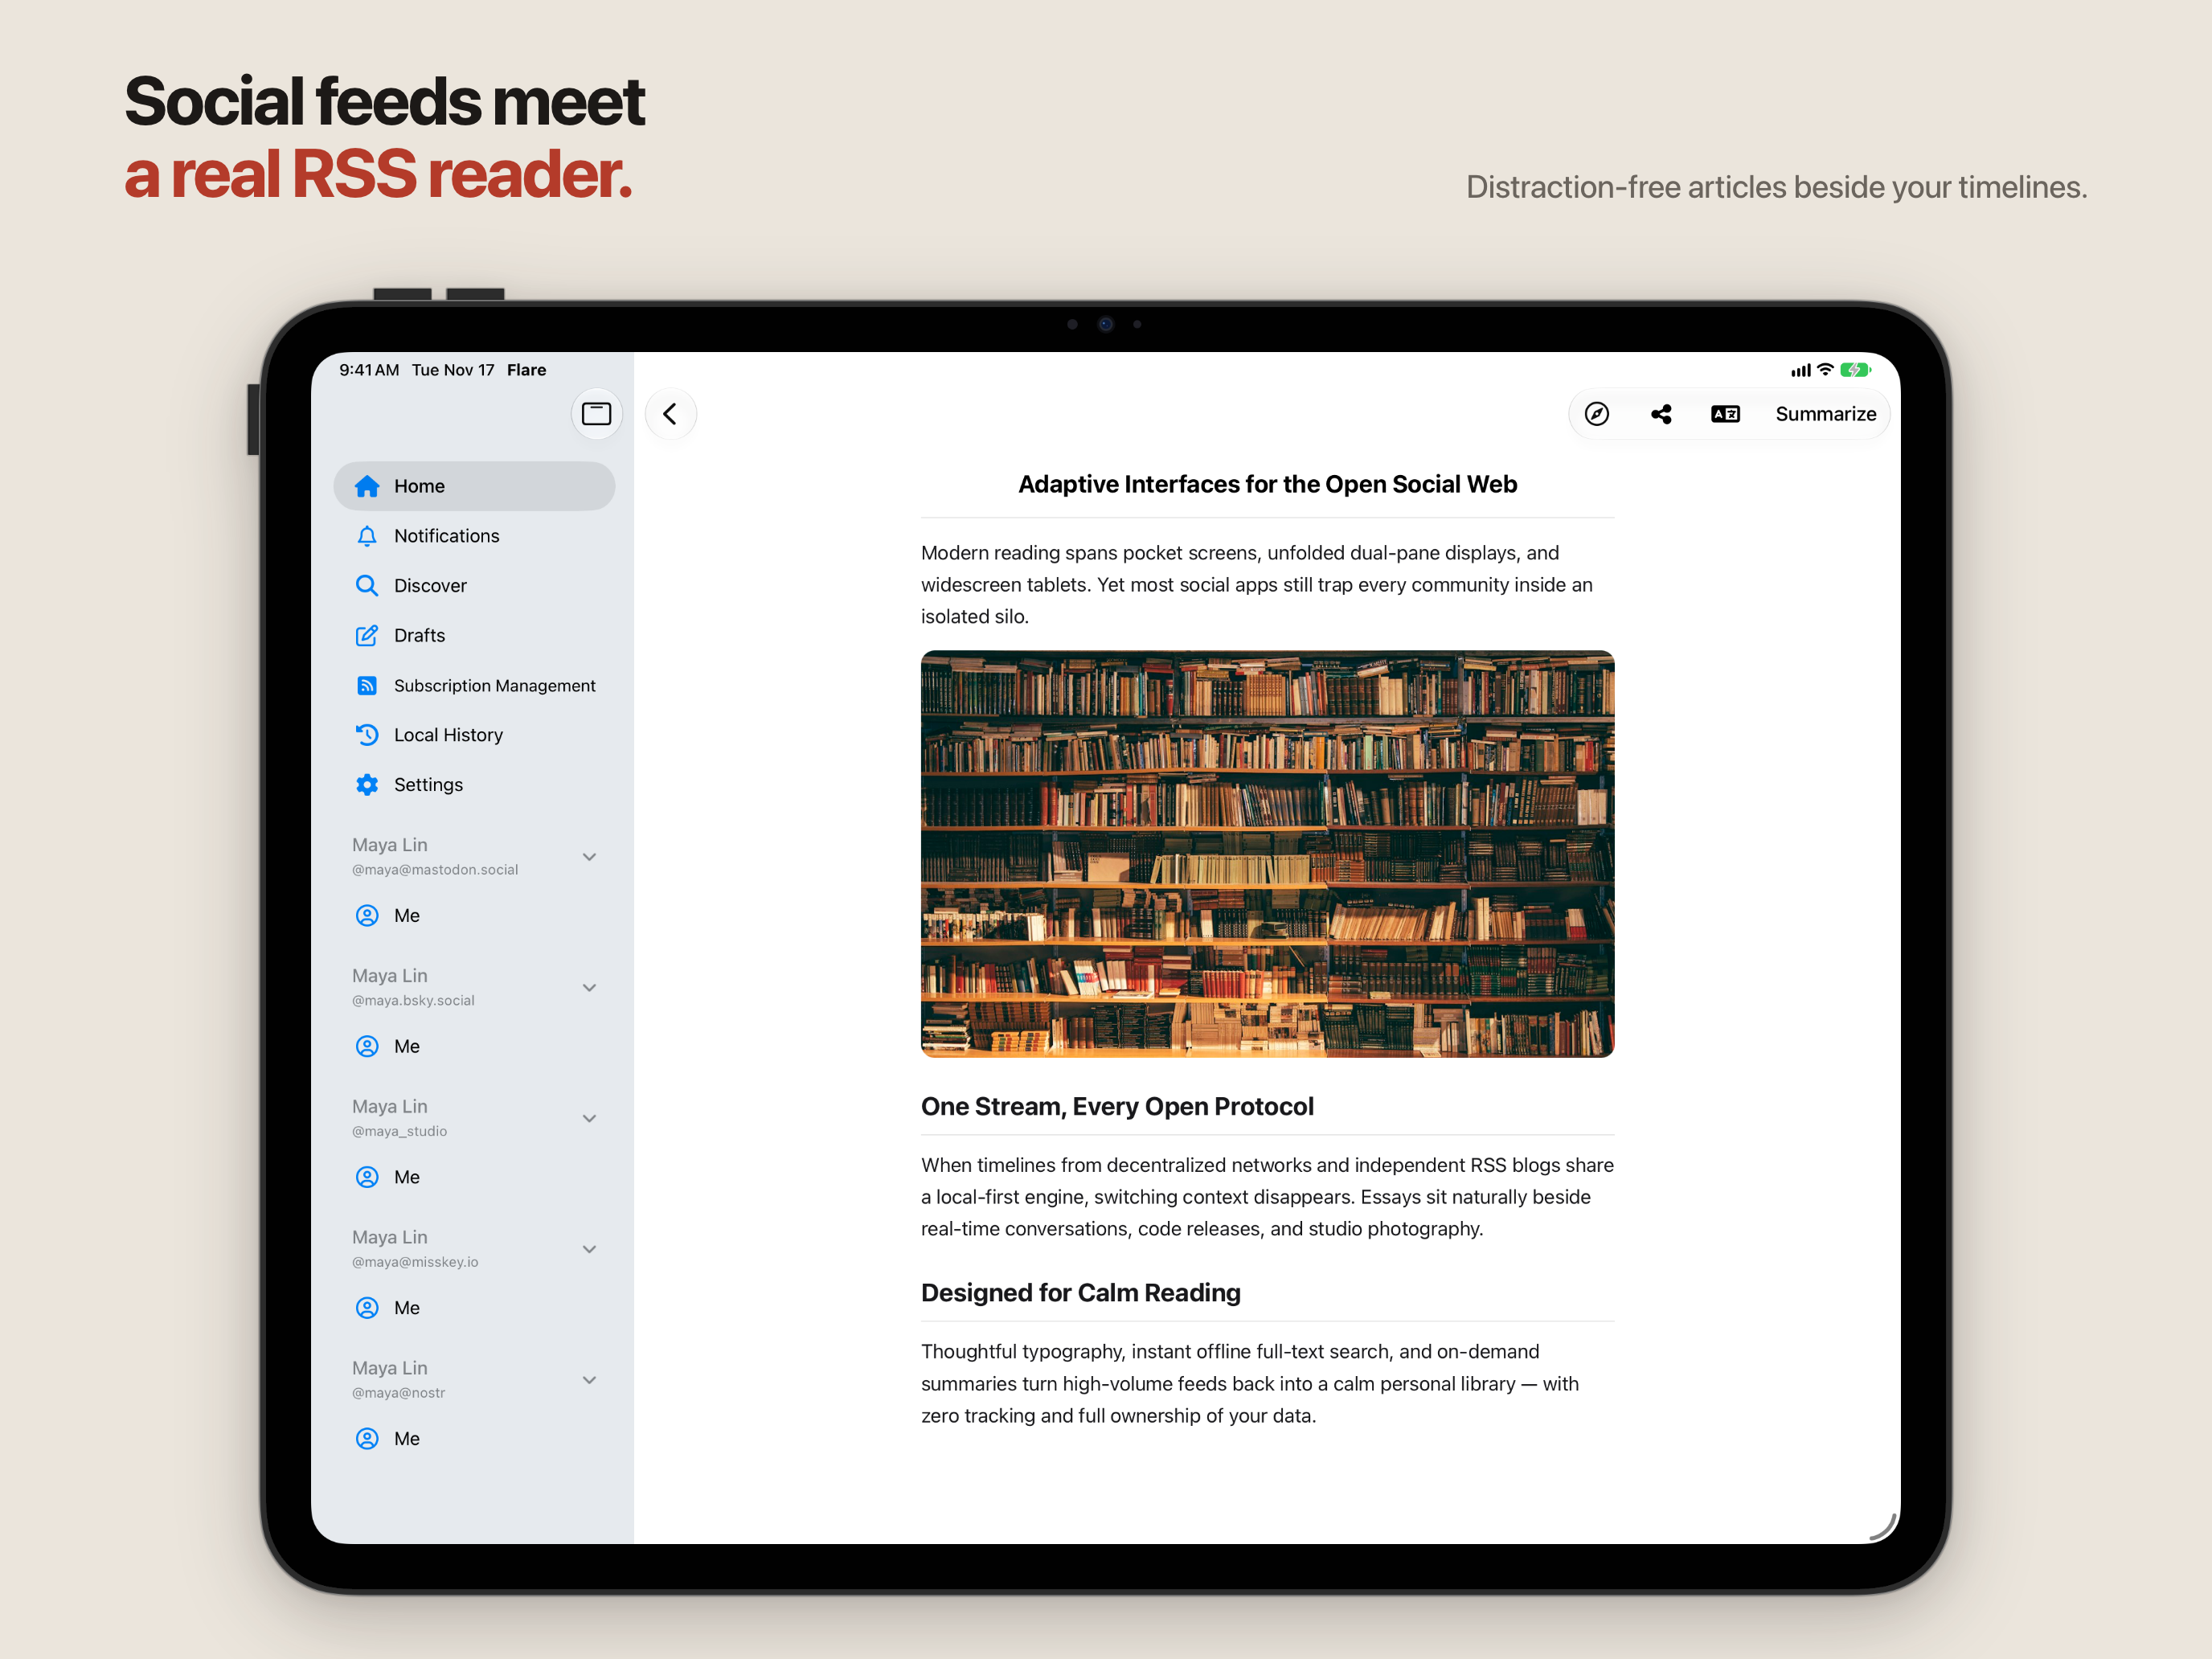 Social feeds meet
a real RSS reader.
Distraction-free articles beside your timelines.
9:41 AM Tue Nov 17 Flare
Summarize
Home
Notifications
Discover
Drafts
Subscription Management
Local History
Settings
Maya Lin
@maya@mastodon.social
Me
Maya Lin
@maya.bsky.social
Me
Maya Lin
@maya_studio
Me
Maya Lin
@maya@misskey.io
Me
Maya Lin
@maya@nostr
Me
Adaptive Interfaces for the Open Social Web
Modern reading spans pocket screens, unfolded dual-pane displays, and
widescreen tablets. Yet most social apps still trap every community inside an
isolated silo.
One Stream, Every Open Protocol
When timelines from decentralized networks and independent RSS blogs share
a local-first engine, switching context disappears. Essays sit naturally beside
real-time conversations, code releases, and studio photography.
Designed for Calm Reading
Thoughtful typography, instant offline full-text search, and on-demand
summaries turn high-volume feeds back into a calm personal library — with
zero tracking and full ownership of your data.